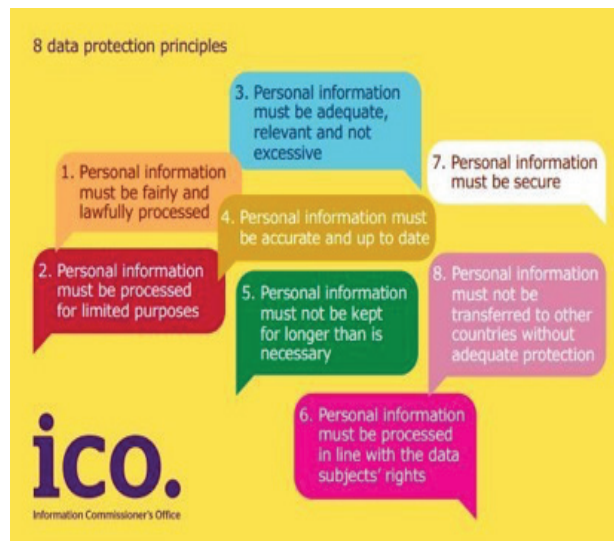 8 data protection principles
1. Personal information
must be fairly and
lawfully processed
2. Personal information
must be processed
for limited purposes
3. Personal information
must be adequate,
relevant and not
excessive
4. Personal information must
be accurate and up to date
5. Personal information
must not be kept
for longer than is
necessary
6. Personal information
must be processed
in line with the data
subjects' rights
7. Personal information
must be secure
8. Personal information
must not be
transferred to other
countries without
adequate protection
ico.
Information Commissioner's Office